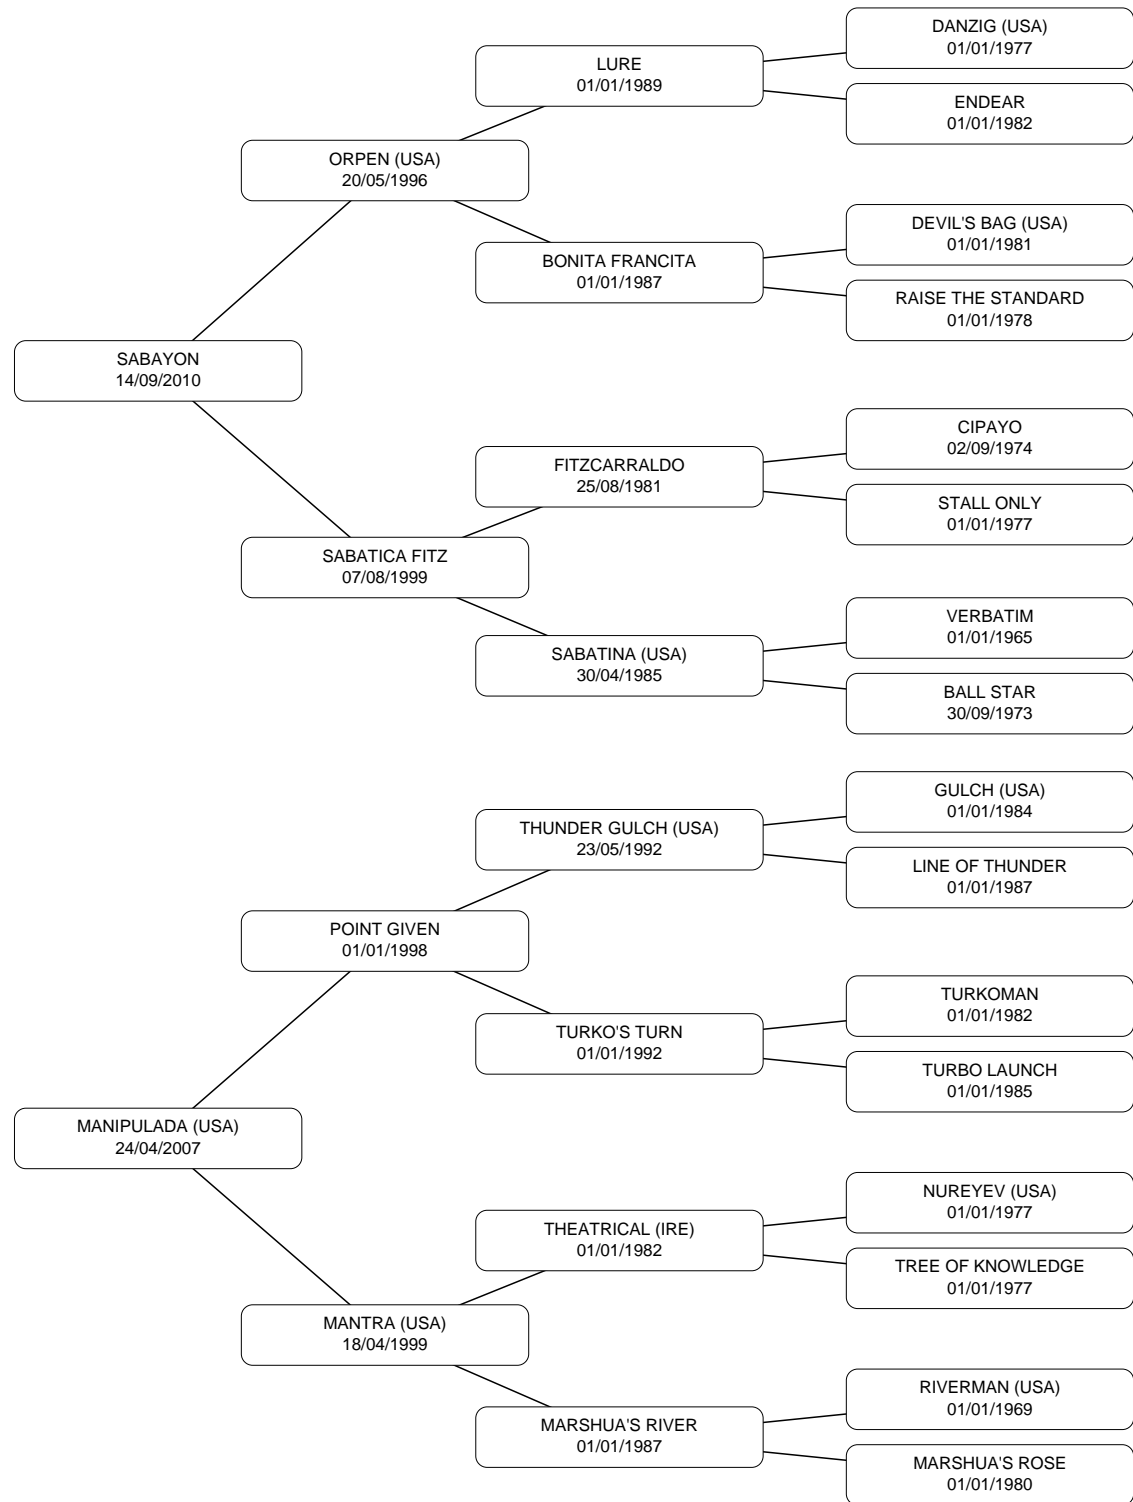 DANZIG (USA)
01/01/1977
LURE
01/01/1989
ENDEAR
01/01/1982
ORPEN (USA)
20/05/1996
DEVIL'S BAG (USA)
01/01/1981
BONITA FRANCITA
01/01/1987
RAISE THE STANDARD
01/01/1978
SABAYON
14/09/2010
CIPAYO
02/09/1974
FITZCARRALDO
25/08/1981
STALL ONLY
01/01/1977
SABATICA FITZ
07/08/1999
VERBATIM
01/01/1965
SABATINA (USA)
30/04/1985
BALL STAR
30/09/1973
GULCH (USA)
01/01/1984
THUNDER GULCH (USA)
23/05/1992
LINE OF THUNDER
01/01/1987
POINT GIVEN
01/01/1998
TURKOMAN
01/01/1982
TURKO'S TURN
01/01/1992
TURBO LAUNCH
01/01/1985
MANIPULADA (USA)
24/04/2007
NUREYEV (USA)
01/01/1977
THEATRICAL (IRE)
01/01/1982
TREE OF KNOWLEDGE
01/01/1977
MANTRA (USA)
18/04/1999
RIVERMAN (USA)
01/01/1969
MARSHUA'S RIVER
01/01/1987
MARSHUA'S ROSE
01/01/1980